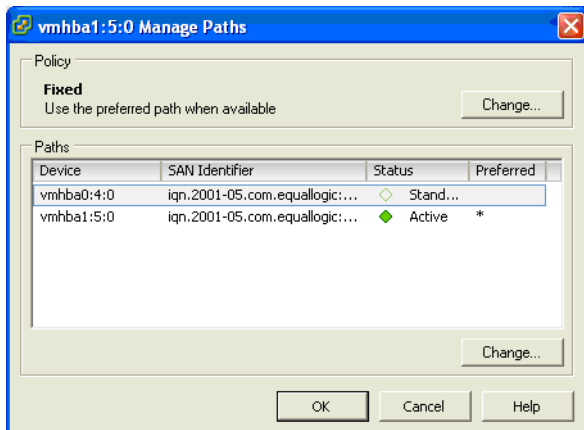 vmhba1:5:0 Manage Paths
Policy
Fixed
Use the preferred path when available
Change...
Paths
Device SAN Identifier Status Preferred
vmhba0:4:0 iqn.2001-05.com.equallogic:... Stand...
vmhba1:5:0 iqn.2001-05.com.equallogic:... Active *
Change...
OK Cancel Help